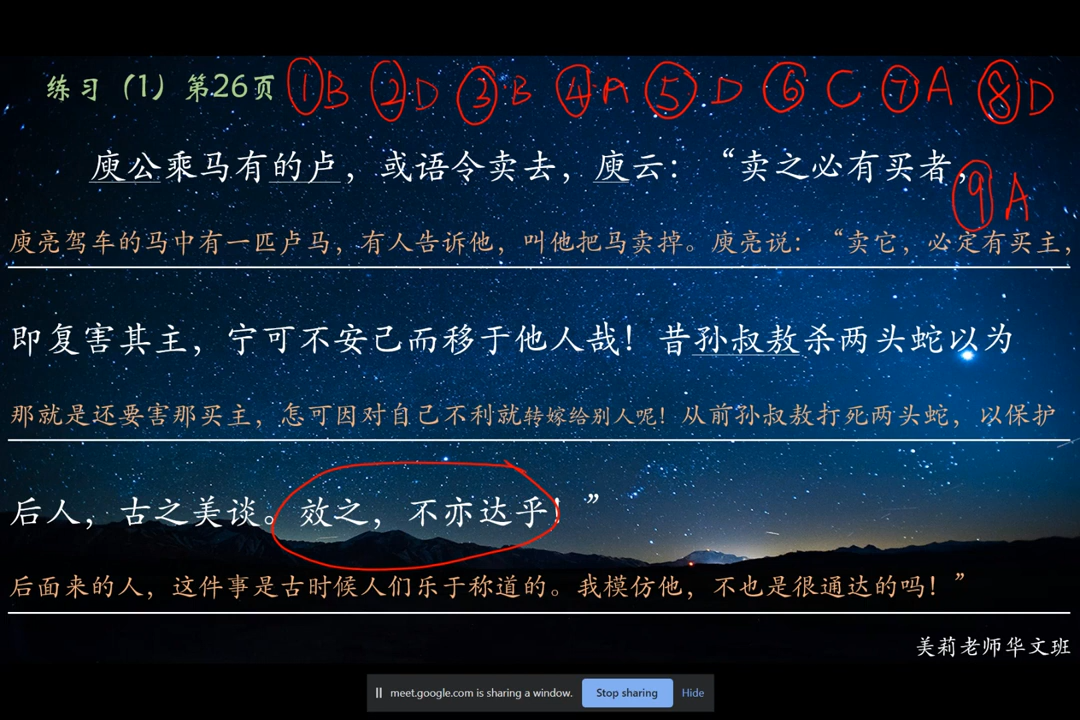 练习（1）第26页 ①B ②D ③B ④A ⑤D ⑥C ⑦A ⑧D
庾公乘马有的卢，或语令卖去，庾云：“卖之必有买者， ⑨A
庾亮驾车的马中有一匹卢马，有人告诉他，叫他把马卖掉。庾亮说：“卖它，必定有买主，
即复害其主，宁可不安己而移于他人哉！昔孙叔敖杀两头蛇以为
那就是还要害那买主，怎可因对自己不利就转嫁给别人呢！从前孙叔敖打死两头蛇，以保护
后人，古之美谈。效之，不亦达乎！”
后面来的人，这件事是古时候人们乐于称道的。我模仿他，不也是很通达的吗！”
美莉老师华文班
meet.google.com is sharing a window. Stop sharing Hide